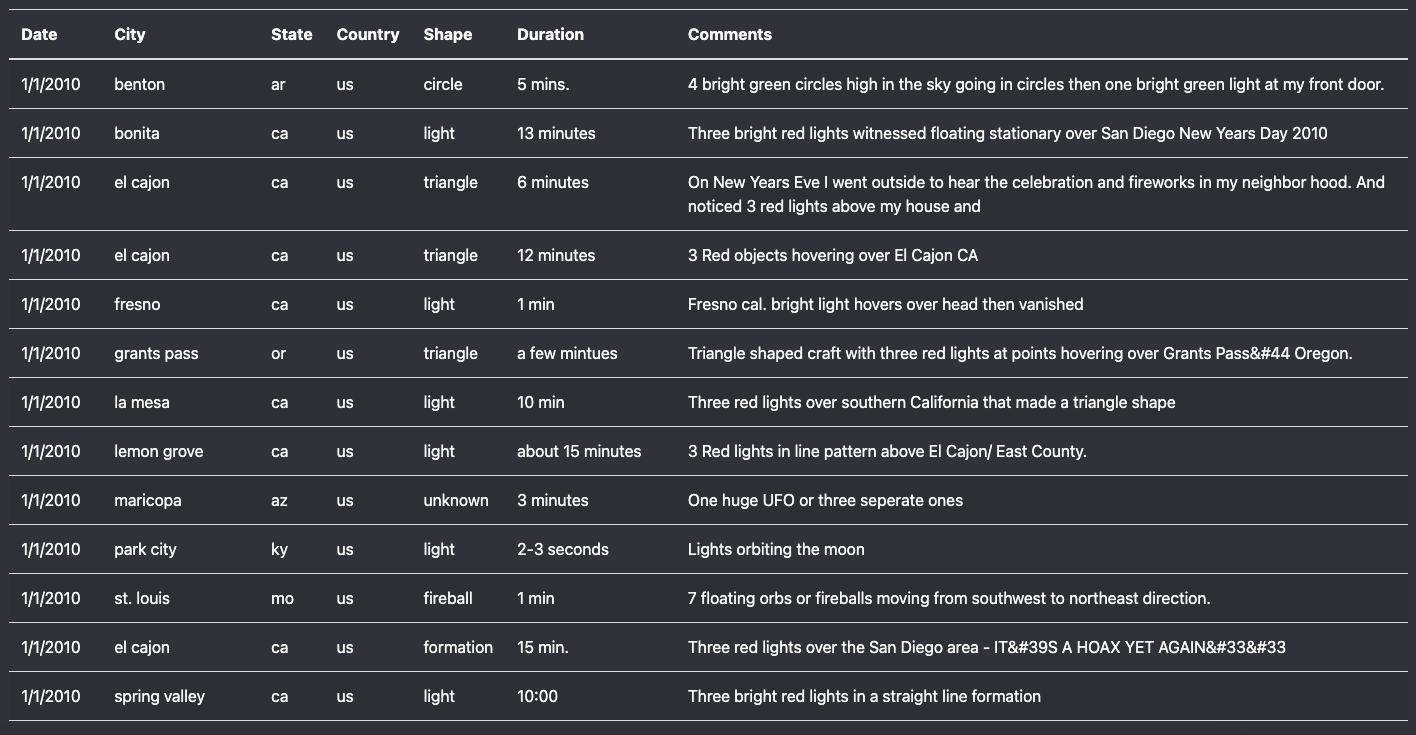 Date City State Country Shape Duration Comments
1/1/2010 benton ar us circle 5 mins. 4 bright green circles high in the sky going in circles then one bright green light at my front door.
1/1/2010 bonita ca us light 13 minutes Three bright red lights witnessed floating stationary over San Diego New Years Day 2010
1/1/2010 el cajon ca us triangle 6 minutes On New Years Eve I went outside to hear the celebration and fireworks in my neighbor hood. And
noticed 3 red lights above my house and
1/1/2010 el cajon ca us triangle 12 minutes 3 Red objects hovering over El Cajon CA
1/1/2010 fresno ca us light 1 min Fresno cal. bright light hovers over head then vanished
1/1/2010 grants pass or us triangle a few mintues Triangle shaped craft with three red lights at points hovering over Grants Pass&#44 Oregon.
1/1/2010 la mesa ca us light 10 min Three red lights over southern California that made a triangle shape
1/1/2010 lemon grove ca us light about 15 minutes 3 Red lights in line pattern above El Cajon/ East County.
1/1/2010 maricopa az us unknown 3 minutes One huge UFO or three seperate ones
1/1/2010 park city ky us light 2-3 seconds Lights orbiting the moon
1/1/2010 st. louis mo us fireball 1 min 7 floating orbs or fireballs moving from southwest to northeast direction.
1/1/2010 el cajon ca us formation 15 min. Three red lights over the San Diego area - IT&#39S A HOAX YET AGAIN&#33&#33
1/1/2010 spring valley ca us light 10:00 Three bright red lights in a straight line formation